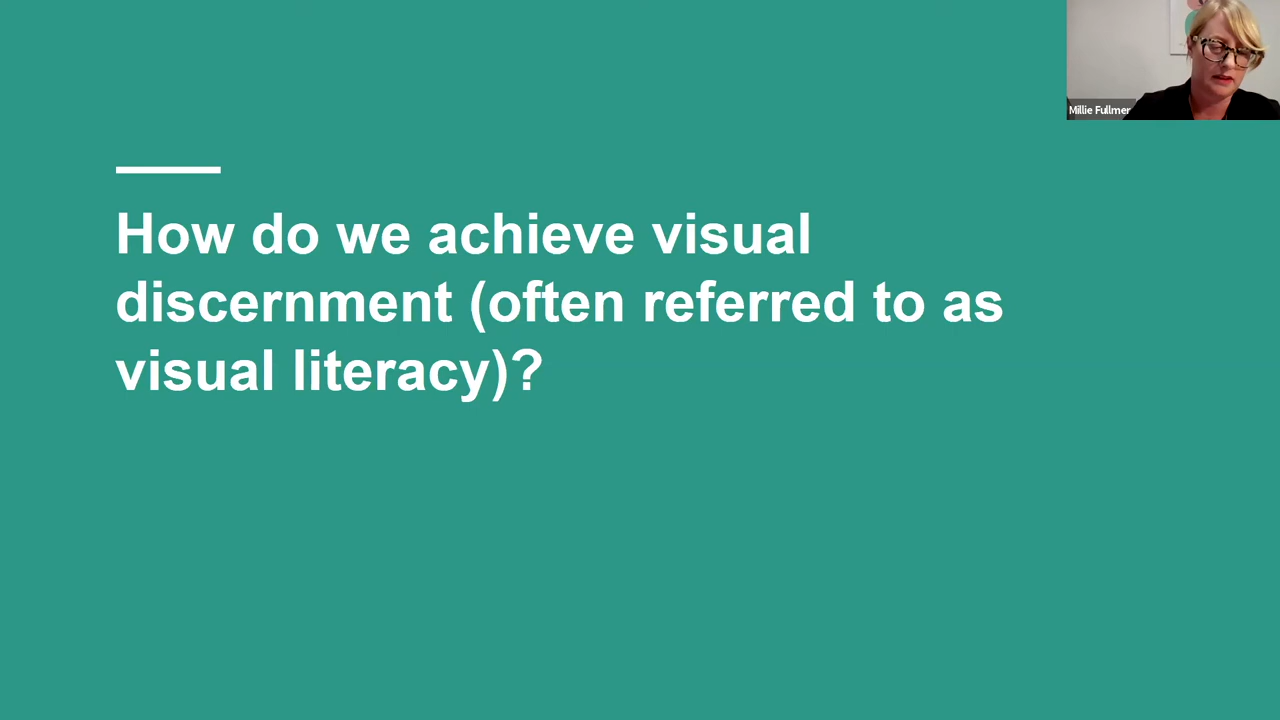 Millie Fullmer
How do we achieve visual
discernment (often referred to as
visual literacy)?